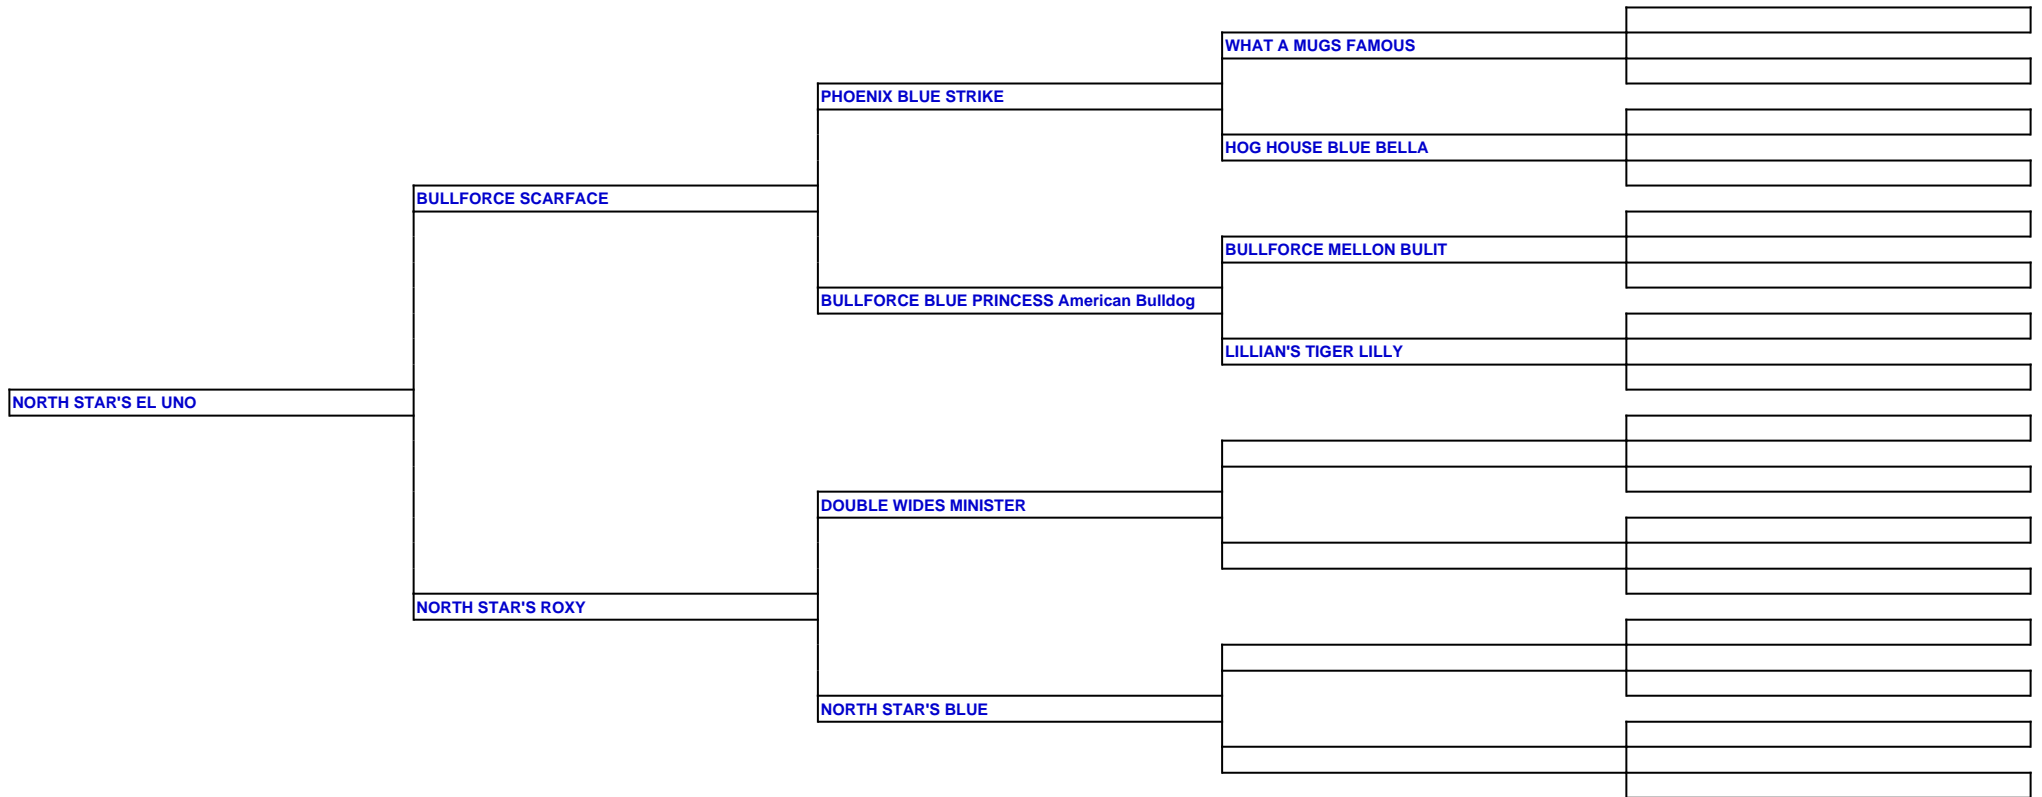 WHAT A MUGS FAMOUS
PHOENIX BLUE STRIKE
HOG HOUSE BLUE BELLA
BULLFORCE SCARFACE
BULLFORCE MELLON BULIT
BULLFORCE BLUE PRINCESS American Bulldog
LILLIAN'S TIGER LILLY
NORTH STAR'S EL UNO
DOUBLE WIDES MINISTER
NORTH STAR'S ROXY
NORTH STAR'S BLUE